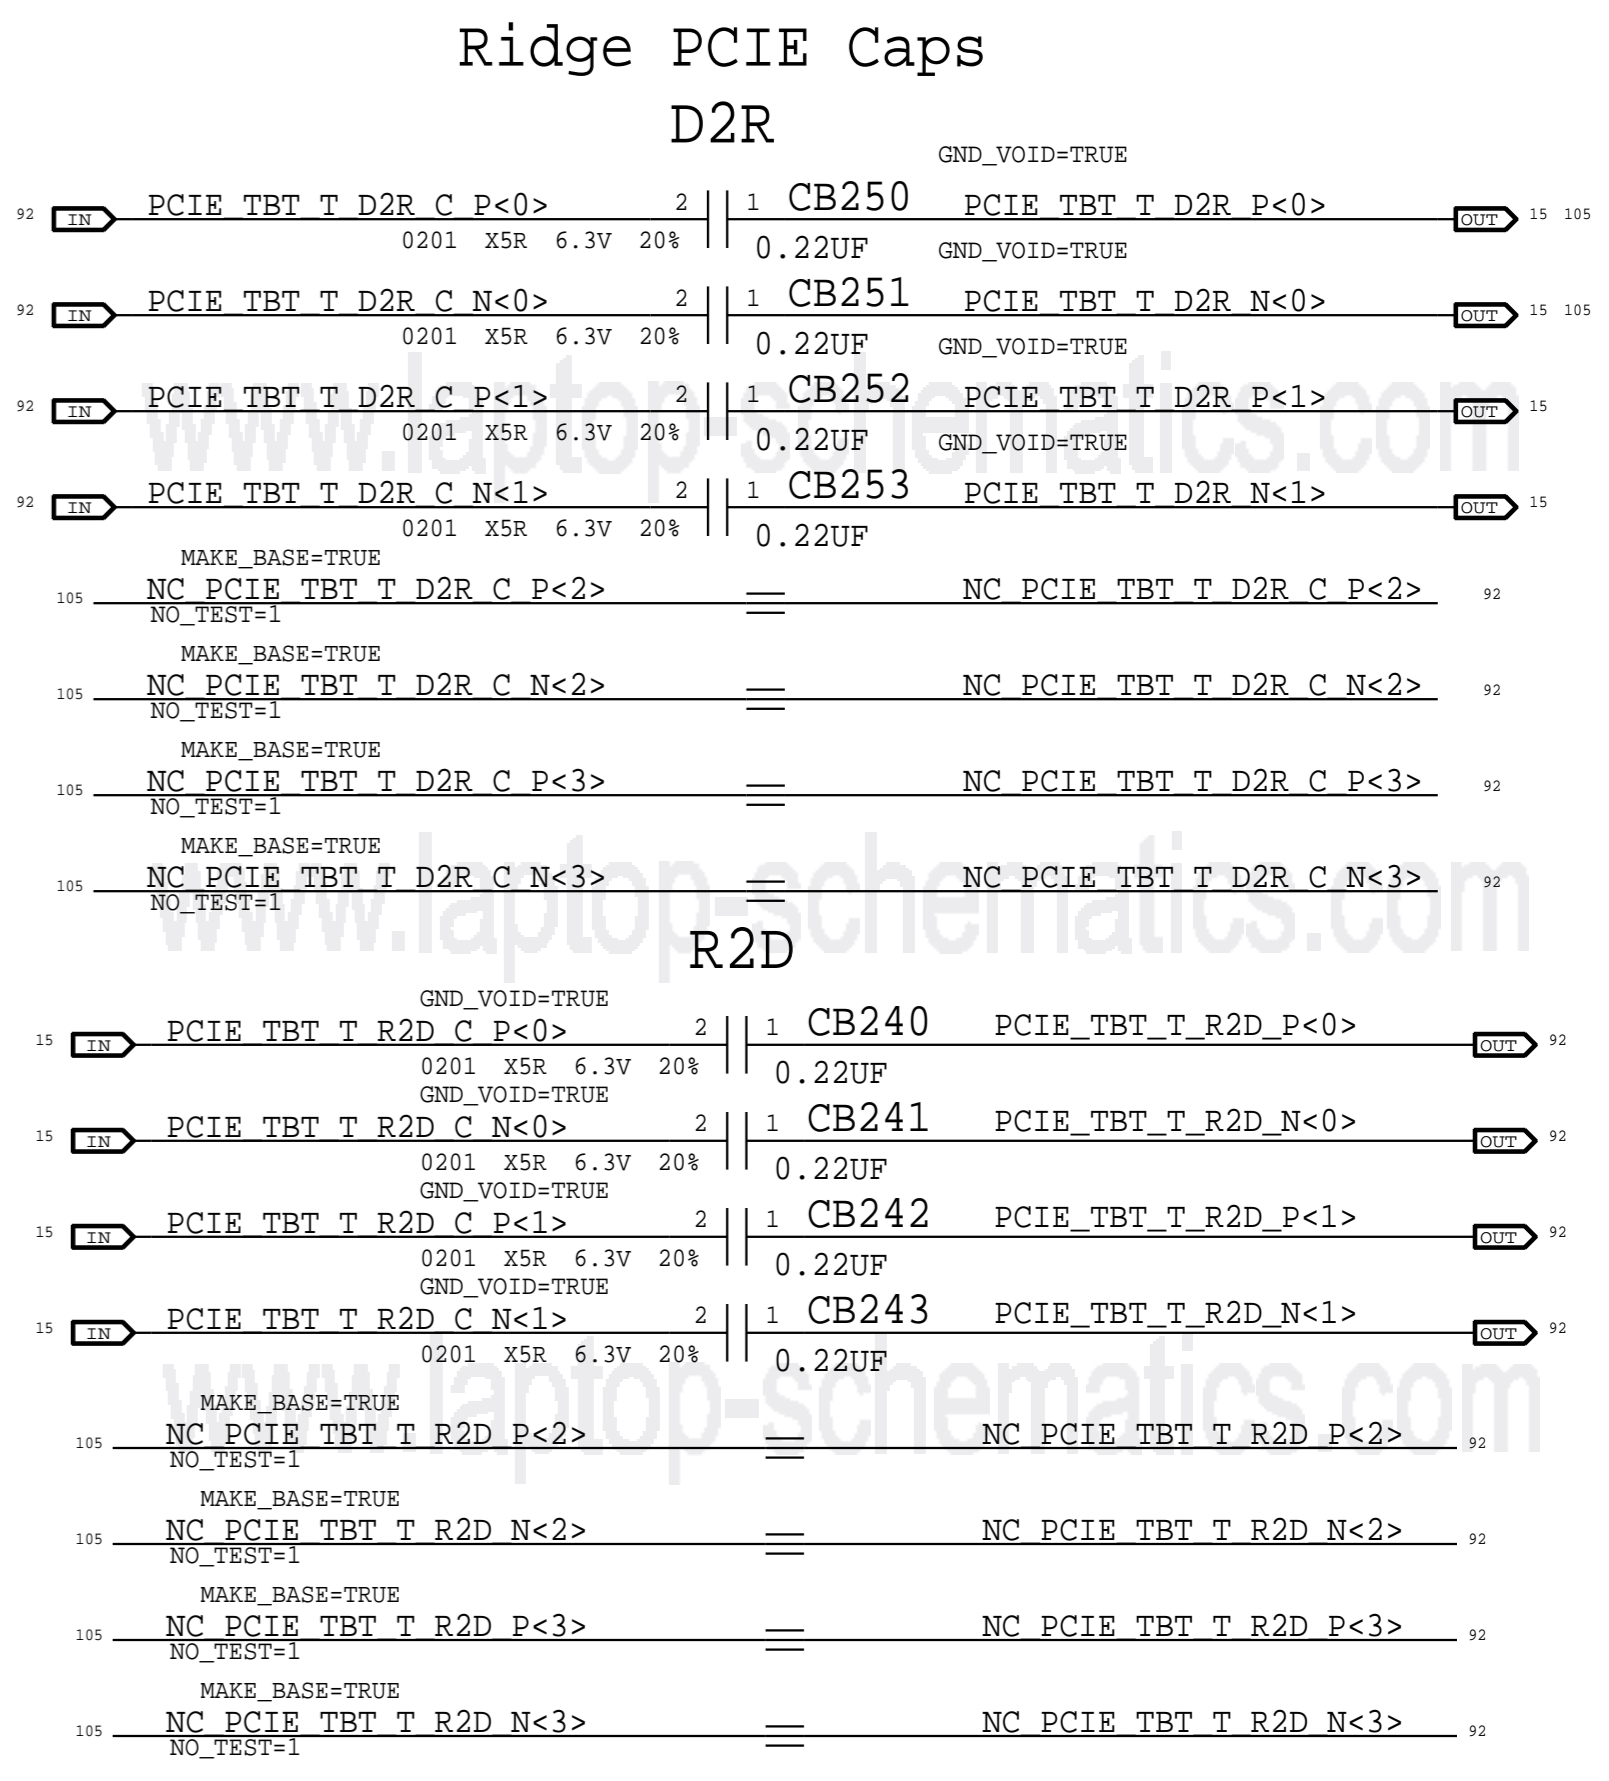 Ridge PCIE Caps
D2R
GND_VOID=TRUE
92 IN PCIE_TBT_T_D2R_C_P<0> 2 1 CB250 PCIE_TBT_T_D2R_P<0> OUT 15 105
0201 X5R 6.3V 20% 0.22UF GND_VOID=TRUE
92 IN PCIE_TBT_T_D2R_C_N<0> 2 1 CB251 PCIE_TBT_T_D2R_N<0> OUT 15 105
0201 X5R 6.3V 20% 0.22UF GND_VOID=TRUE
92 IN PCIE_TBT_T_D2R_C_P<1> 2 1 CB252 PCIE_TBT_T_D2R_P<1> OUT 15
0201 X5R 6.3V 20% 0.22UF GND_VOID=TRUE
www.laptop-schematics.com
92 IN PCIE_TBT_T_D2R_C_N<1> 2 1 CB253 PCIE_TBT_T_D2R_N<1> OUT 15
0201 X5R 6.3V 20% 0.22UF
MAKE_BASE=TRUE
105 NC_PCIE_TBT_T_D2R_C_P<2> NC_PCIE_TBT_T_D2R_C_P<2> 92
NO_TEST=1
MAKE_BASE=TRUE
105 NC_PCIE_TBT_T_D2R_C_N<2> NC_PCIE_TBT_T_D2R_C_N<2> 92
NO_TEST=1
MAKE_BASE=TRUE
105 NC_PCIE_TBT_T_D2R_C_P<3> NC_PCIE_TBT_T_D2R_C_P<3> 92
NO_TEST=1
MAKE_BASE=TRUE
105 NC_PCIE_TBT_T_D2R_C_N<3> NC_PCIE_TBT_T_D2R_C_N<3> 92
NO_TEST=1
www.laptop-schematics.com
R2D
GND_VOID=TRUE
15 IN PCIE_TBT_T_R2D_C_P<0> 2 1 CB240 PCIE_TBT_T_R2D_P<0> OUT 92
0201 X5R 6.3V 20% 0.22UF
GND_VOID=TRUE
15 IN PCIE_TBT_T_R2D_C_N<0> 2 1 CB241 PCIE_TBT_T_R2D_N<0> OUT 92
0201 X5R 6.3V 20% 0.22UF
GND_VOID=TRUE
15 IN PCIE_TBT_T_R2D_C_P<1> 2 1 CB242 PCIE_TBT_T_R2D_P<1> OUT 92
0201 X5R 6.3V 20% 0.22UF
GND_VOID=TRUE
15 IN PCIE_TBT_T_R2D_C_N<1> 2 1 CB243 PCIE_TBT_T_R2D_N<1> OUT 92
0201 X5R 6.3V 20% 0.22UF
www.laptop-schematics.com
MAKE_BASE=TRUE
105 NC_PCIE_TBT_T_R2D_P<2> NC_PCIE_TBT_T_R2D_P<2> 92
NO_TEST=1
MAKE_BASE=TRUE
105 NC_PCIE_TBT_T_R2D_N<2> NC_PCIE_TBT_T_R2D_N<2> 92
NO_TEST=1
MAKE_BASE=TRUE
105 NC_PCIE_TBT_T_R2D_P<3> NC_PCIE_TBT_T_R2D_P<3> 92
NO_TEST=1
MAKE_BASE=TRUE
105 NC_PCIE_TBT_T_R2D_N<3> NC_PCIE_TBT_T_R2D_N<3> 92
NO_TEST=1